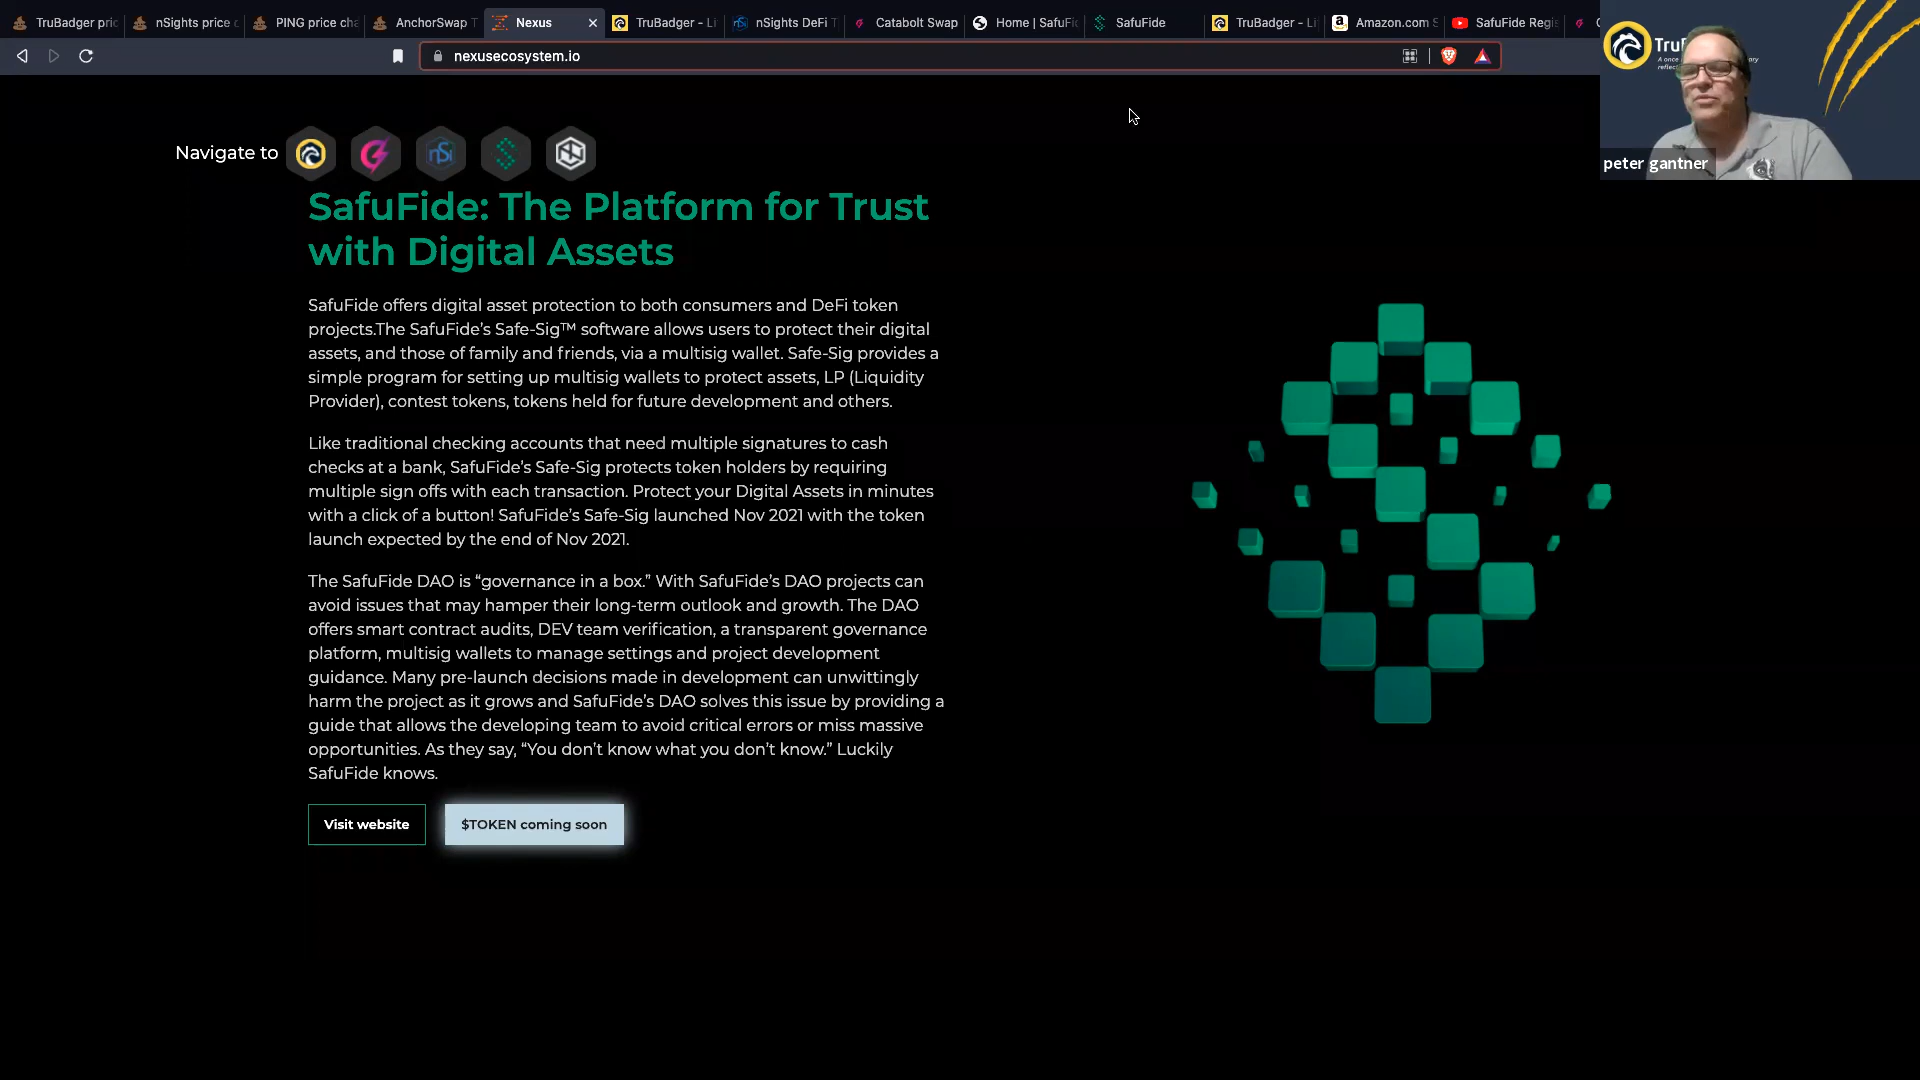 TruBadger pric
nSights price c
PING price cha
AnchorSwap T
Nexus
TruBadger - Li
nSights DeFi T
Catabolt Swap
Home | SafuFi
SafuFide
TruBadger - Li
Amazon.com S
SafuFide Regis
nexusecosystem.io
peter gantner
Navigate to
nSi
SafuFide: The Platform for Trust
with Digital Assets
SafuFide offers digital asset protection to both consumers and DeFi token
projects.The SafuFide’s Safe-Sig™ software allows users to protect their digital
assets, and those of family and friends, via a multisig wallet. Safe-Sig provides a
simple program for setting up multisig wallets to protect assets, LP (Liquidity
Provider), contest tokens, tokens held for future development and others.
Like traditional checking accounts that need multiple signatures to cash
checks at a bank, SafuFide’s Safe-Sig protects token holders by requiring
multiple sign offs with each transaction. Protect your Digital Assets in minutes
with a click of a button! SafuFide’s Safe-Sig launched Nov 2021 with the token
launch expected by the end of Nov 2021.
The SafuFide DAO is “governance in a box.” With SafuFide’s DAO projects can
avoid issues that may hamper their long-term outlook and growth. The DAO
offers smart contract audits, DEV team verification, a transparent governance
platform, multisig wallets to manage settings and project development
guidance. Many pre-launch decisions made in development can unwittingly
harm the project as it grows and SafuFide’s DAO solves this issue by providing a
guide that allows the developing team to avoid critical errors or miss massive
opportunities. As they say, “You don’t know what you don’t know.” Luckily
SafuFide knows.
Visit website
$TOKEN coming soon